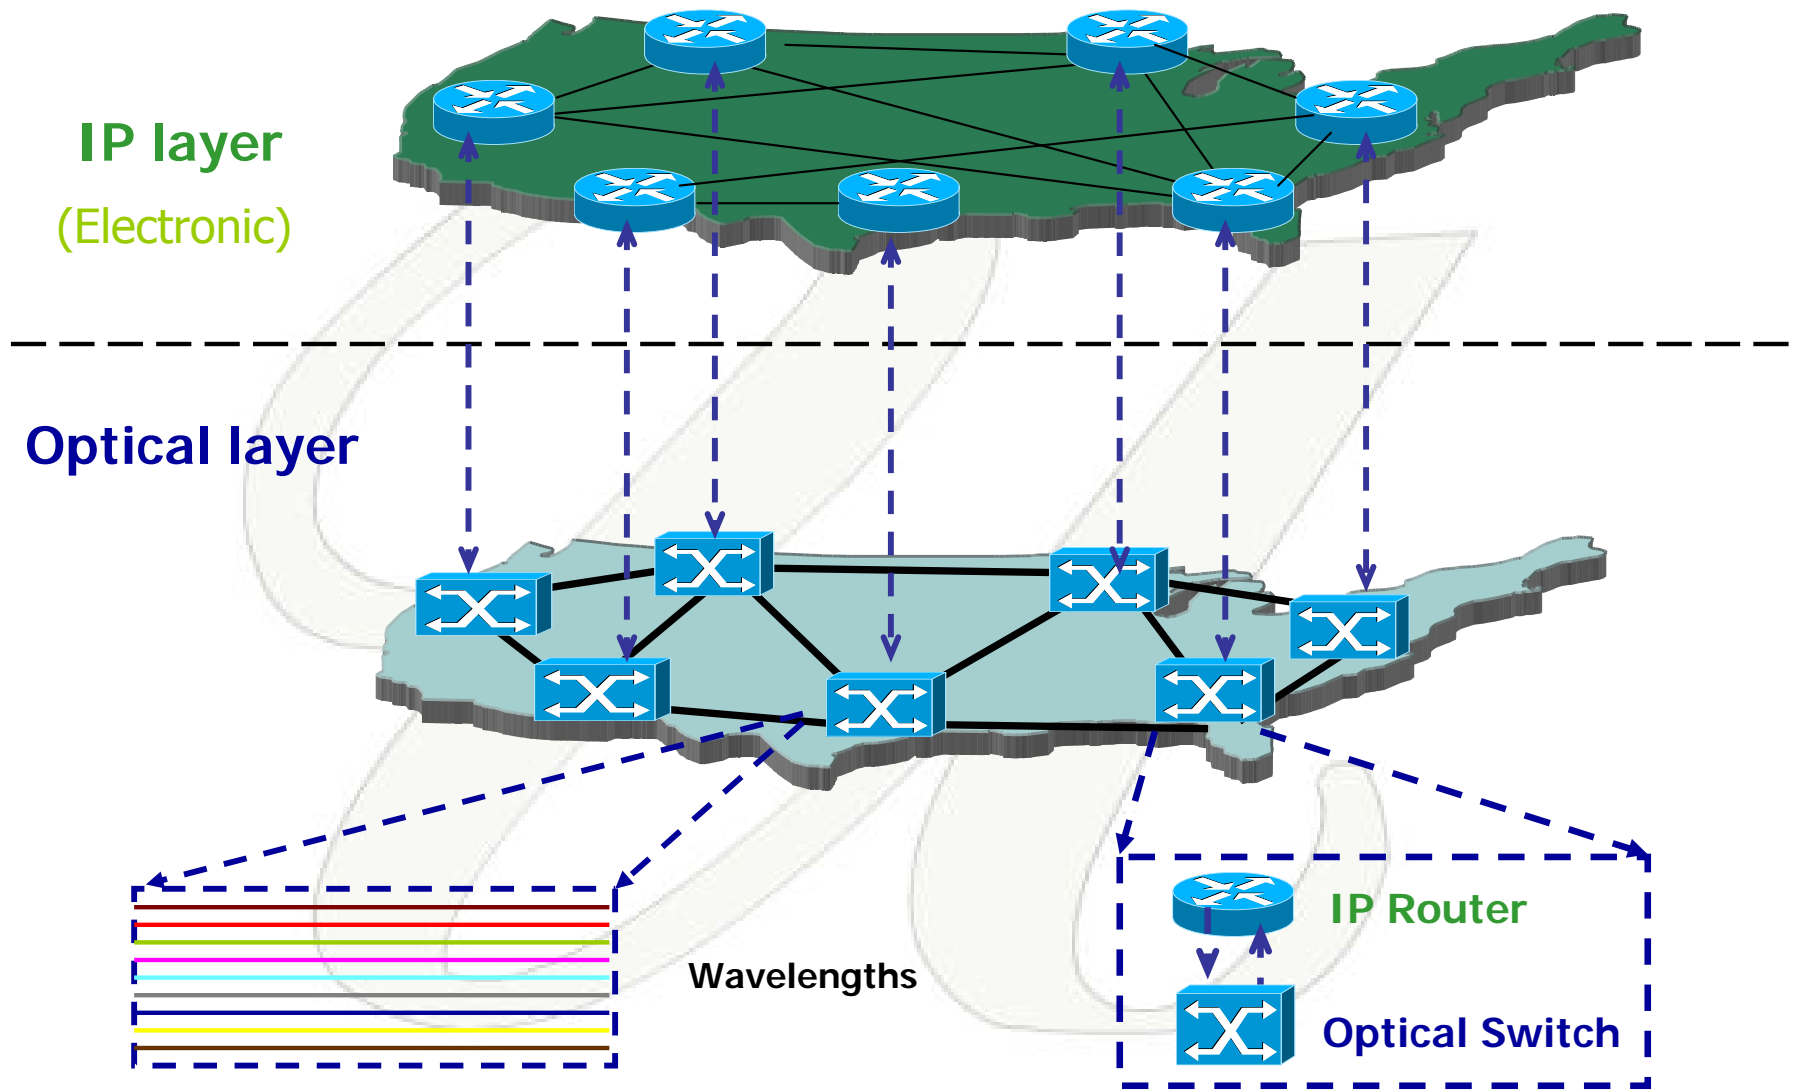 IP layer
(Electronic)
Optical layer
IP Router
Wavelengths
Optical Switch